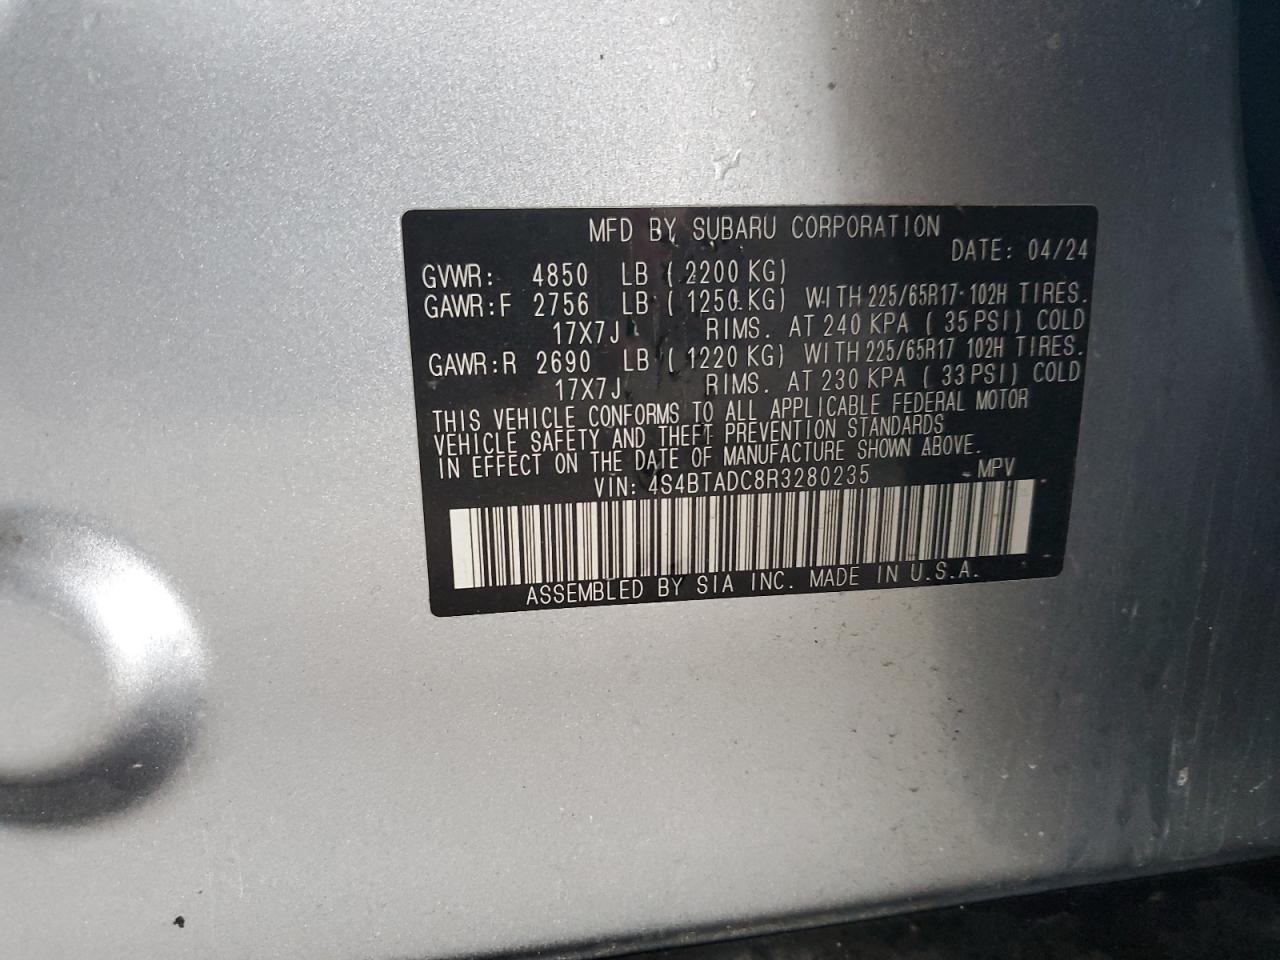 MFD BY SUBARU CORPORATION
DATE: 04/24
GVWR: 4850 LB ( 2200 KG)
GAWR:F 2756 LB ( 1250 KG) WITH 225/65R17 102H TIRES.
17X7J RIMS. AT 240 KPA ( 35 PSI) COLD
GAWR:R 2690 LB ( 1220 KG) WITH 225/65R17 102H TIRES.
17X7J RIMS. AT 230 KPA ( 33 PSI) COLD
THIS VEHICLE CONFORMS TO ALL APPLICABLE FEDERAL MOTOR
VEHICLE SAFETY AND THEFT PREVENTION STANDARDS
IN EFFECT ON THE DATE OF MANUFACTURE SHOWN ABOVE.
VIN: 4S4BTADC8R3280235 MPV
ASSEMBLED BY SIA INC. MADE IN U.S.A.